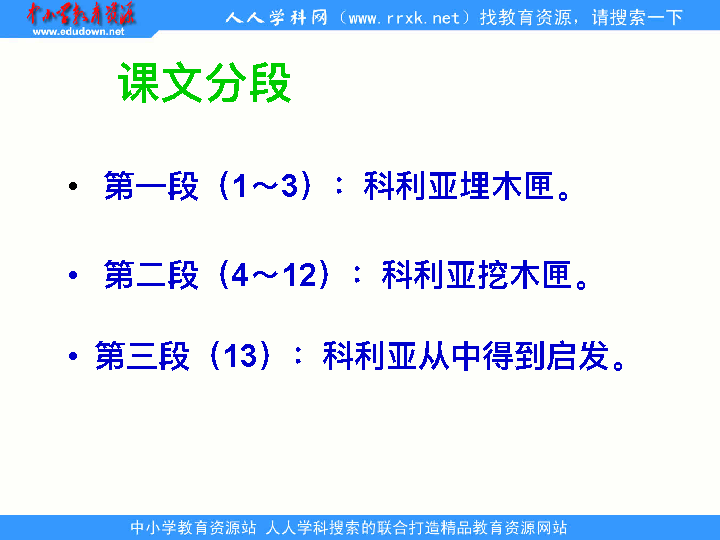 中小学教育资源
www.edudown.net
人人学科网（www.rrxk.net）找教育资源，请搜索一下
课文分段
• 第一段（1～3）：科利亚埋木匣。
• 第二段（4～12）：科利亚挖木匣。
• 第三段（13）：科利亚从中得到启发。
中小学教育资源站 人人学科搜索的联合打造精品教育资源网站